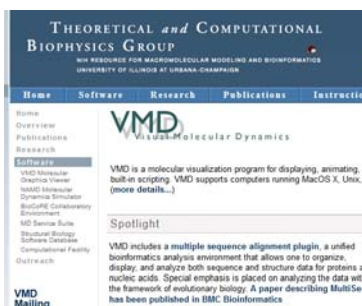 THEORETICAL and COMPUTATIONAL
BIOPHYSICS GROUP
NIH RESOURCE FOR MACROMOLECULAR MODELING AND BIOINFORMATICS
UNIVERSITY OF ILLINOIS AT URBANA-CHAMPAIGN
Home Software Research Publications Instructi
Home
Overview
Publications
Research
Software
VMD Molecular
Graphics Viewer
NAMD Molecular
Dynamics Simulator
BioCoRE Collaboratory
Environment
MD Service Suite
Structural Biology
Software Database
Computational Facility
Outreach
VMD
Mailing
VMD
Visual Molecular Dynamics
VMD is a molecular visualization program for displaying, animating,
built-in scripting. VMD supports computers running MacOS X, Unix,
(more details...)
Spotlight
VMD includes a multiple sequence alignment plugin, a unified
bioinformatics analysis environment that allows one to organize,
display, and analyze both sequence and structure data for proteins a
nucleic acids. Special emphasis is placed on analyzing the data wit
the framework of evolutionary biology. A paper describing MultiSe
has been published in BMC Bioinformatics